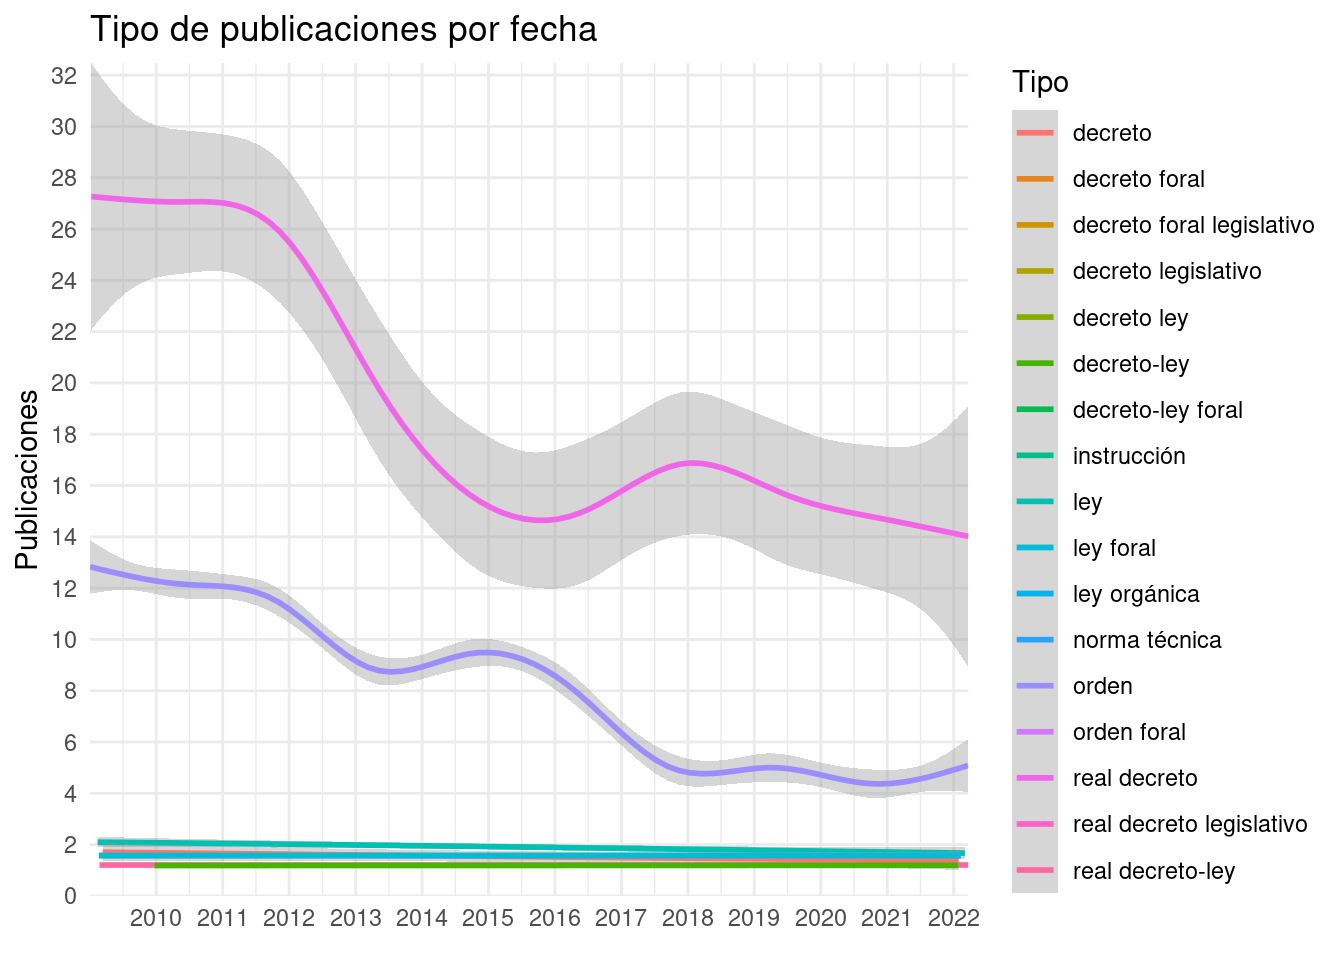 Tipo de publicaciones por fecha
Publicaciones
32
30
28
26
24
22
20
18
16
14
12
10
8
6
4
2
0
2010 2011 2012 2013 2014 2015 2016 2017 2018 2019 2020 2021 2022
Tipo
decreto
decreto foral
decreto foral legislativo
decreto legislativo
decreto ley
decreto-ley
decreto-ley foral
instrucción
ley
ley foral
ley orgánica
norma técnica
orden
orden foral
real decreto
real decreto legislativo
real decreto-ley